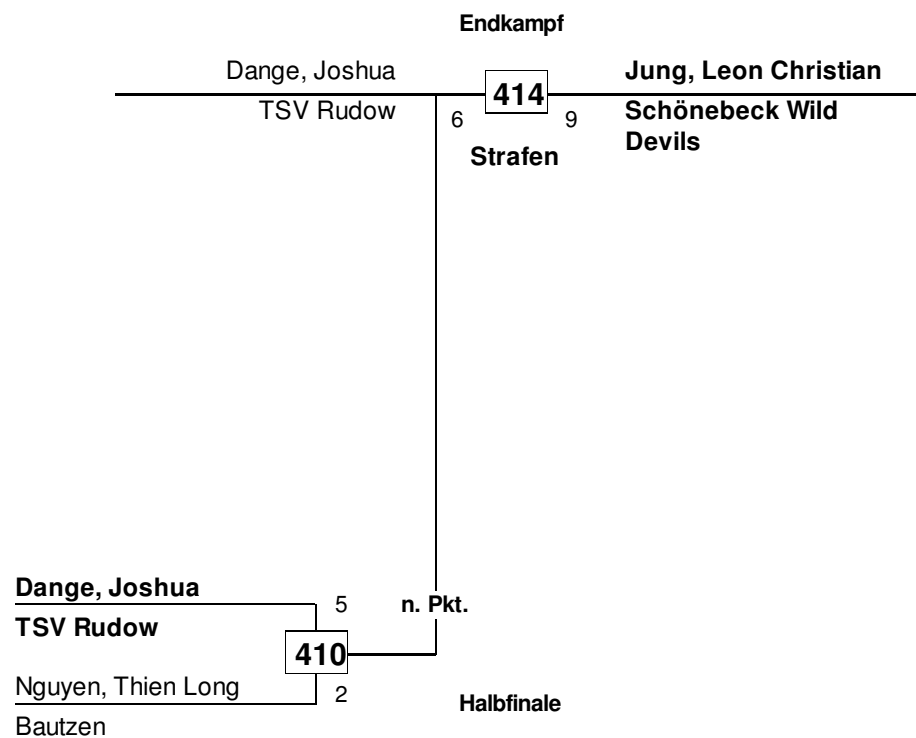 Endkampf
Dange, Joshua
414
Jung, Leon Christian
TSV Rudow
6
9
Schönebeck Wild
Devils
Strafen
Dange, Joshua
5
n. Pkt.
TSV Rudow
410
Nguyen, Thien Long
2
Halbfinale
Bautzen